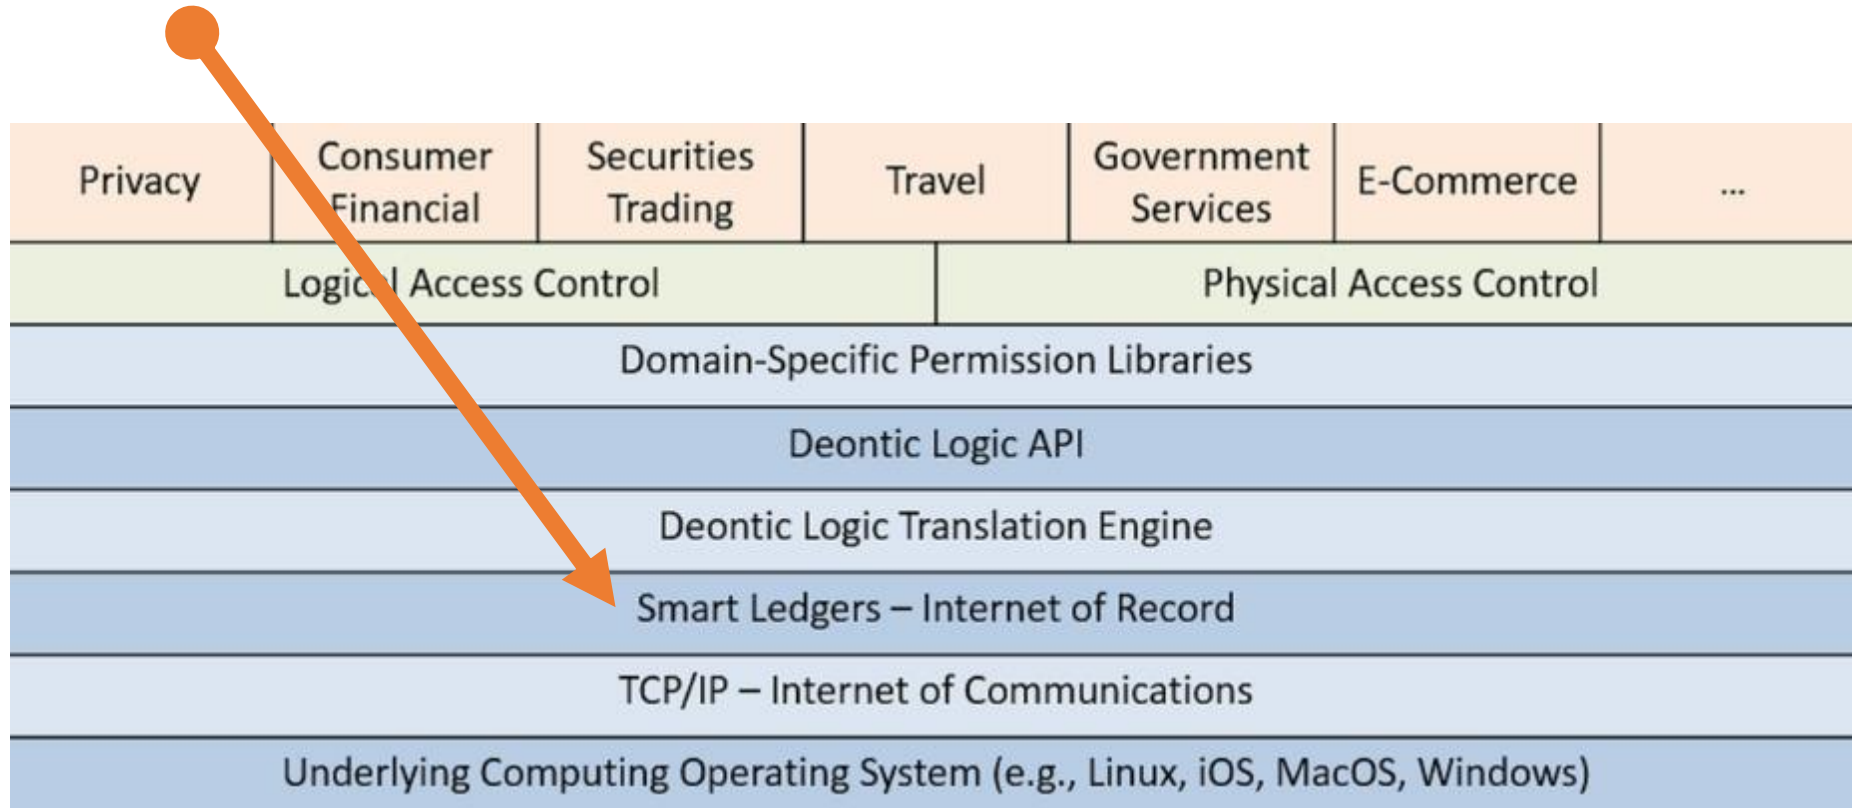 Privacy
Consumer
Financial
Securities
Trading
Travel
Government
Services
E-Commerce
...
Logical Access Control
Physical Access Control
Domain-Specific Permission Libraries
Deontic Logic API
Deontic Logic Translation Engine
Smart Ledgers – Internet of Record
TCP/IP – Internet of Communications
Underlying Computing Operating System (e.g., Linux, iOS, MacOS, Windows)